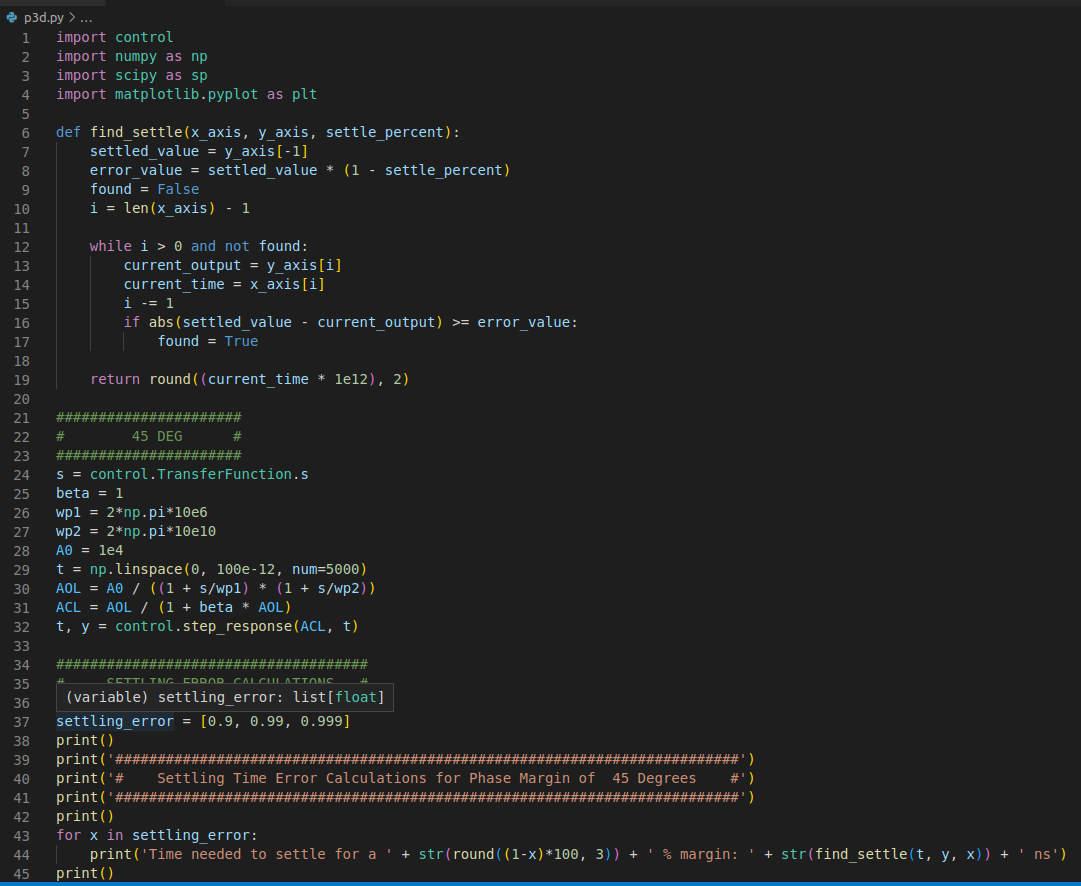 p3d.py > ...
1 import control
2 import numpy as np
3 import scipy as sp
4 import matplotlib.pyplot as plt
5
6 def find_settle(x_axis, y_axis, settle_percent):
7     settled_value = y_axis[-1]
8     error_value = settled_value * (1 - settle_percent)
9     found = False
10     i = len(x_axis) - 1
11
12     while i > 0 and not found:
13         current_output = y_axis[i]
14         current_time = x_axis[i]
15         i -= 1
16         if abs(settled_value - current_output) >= error_value:
17             found = True
18
19     return round((current_time * 1e12), 2)
20
21 ######################
22 #        45 DEG      #
23 ######################
24 s = control.TransferFunction.s
25 beta = 1
26 wp1 = 2*np.pi*10e6
27 wp2 = 2*np.pi*10e10
28 A0 = 1e4
29 t = np.linspace(0, 100e-12, num=5000)
30 AOL = A0 / ((1 + s/wp1) * (1 + s/wp2))
31 ACL = AOL / (1 + beta * AOL)
32 t, y = control.step_response(ACL, t)
33
34 #####################################
35 #     SETTLING ERROR CALCULATIONS   #
36 (variable) settling_error: list[float]
37 settling_error = [0.9, 0.99, 0.999]
38 print()
39 print('##########################################################################')
40 print('#    Settling Time Error Calculations for Phase Margin of  45 Degrees    #')
41 print('##########################################################################')
42 print()
43 for x in settling_error:
44     print('Time needed to settle for a ' + str(round((1-x)*100, 3)) + ' % margin: ' + str(find_settle(t, y, x)) + ' ns')
45 print()